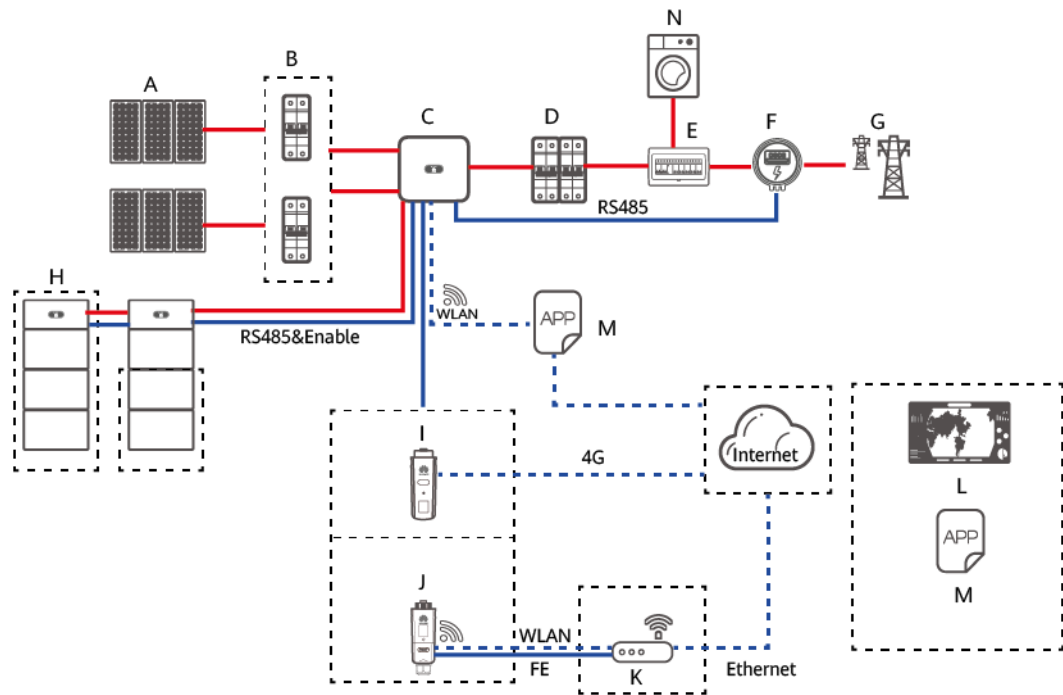 N
A
B
C
D
E
F
G
RS485
H
WLAN
APP
M
RS485&Enable
I
4G
Internet
L
APP
M
J
WLAN
FE
K
Ethernet